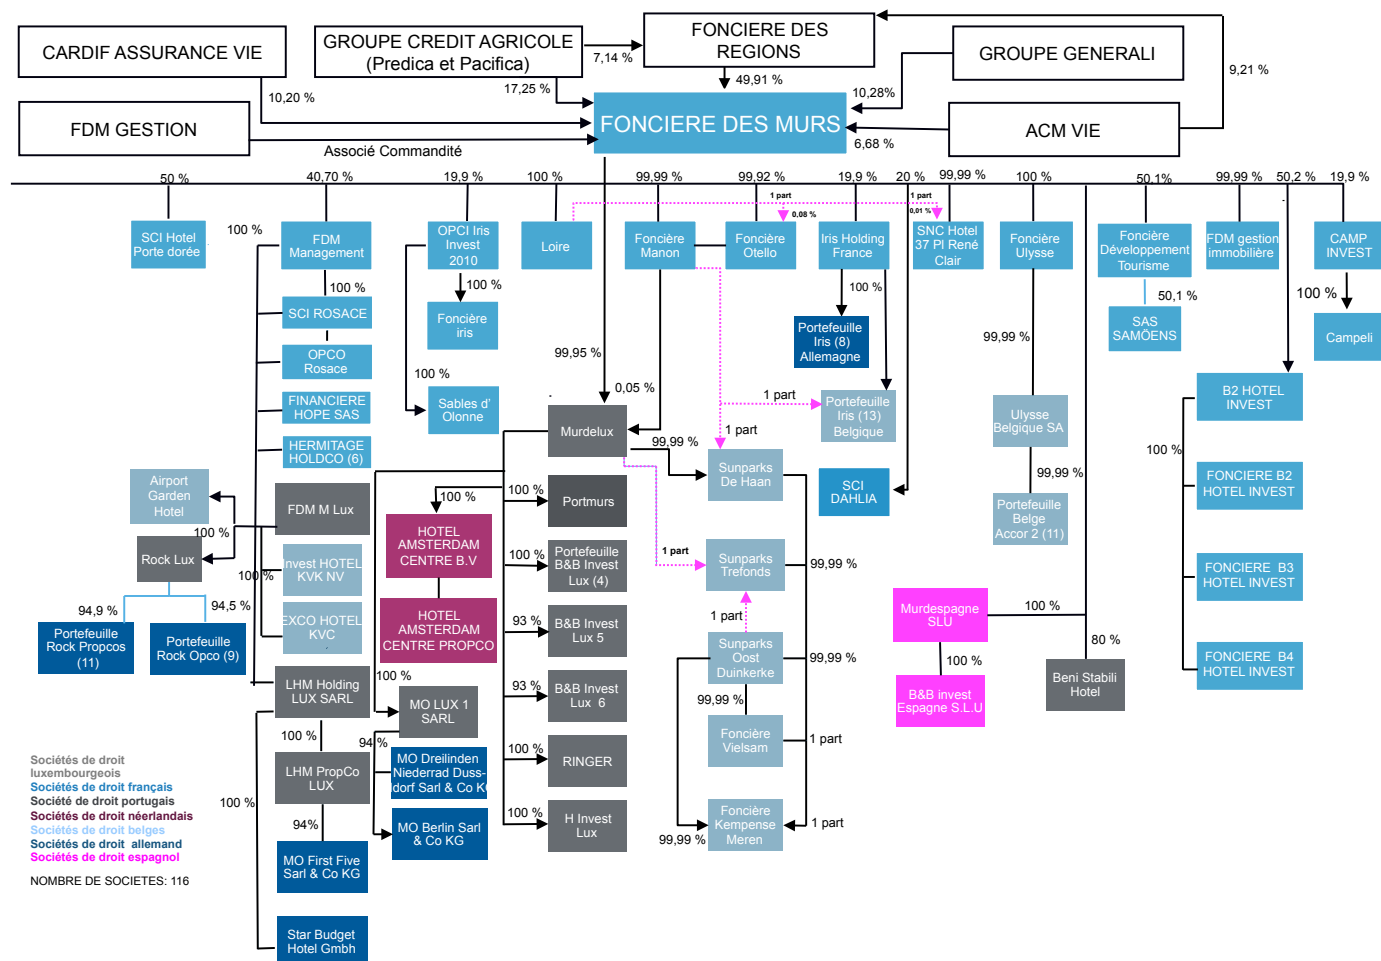 CARDIF ASSURANCE VIE
GROUPE CREDIT AGRICOLE
(Predica et Pacifica)
FONCIERE DES
REGIONS
GROUPE GENERALI
7,14 %
9,21 %
49,91 %
17,25 %
10,20 %
10,28%
FDM GESTION
FONCIERE DES MURS
ACM VIE
6,68 %
Associé Commandité
50 %
40,70 %
19,9%
100 %
99,99 %
99,92 %
19,9%
20 %
99,99 %
100 %
50,1%
99,99 %
50,2 %
19,9 %
1 part
1 part
0,08 %
0,01 %
SCI Hotel
Porte dorée
100 %
FDM
Management
OPCI Iris
Invest
2010
Loire
Foncière
Manon
Foncière
Otello
Iris Holding
France
SNC Hotel
37 Pl René
Clair
Foncière
Ulysse
Foncière
Développement
Tourisme
FDM gestion
immobilière
CAMP
INVEST
100 %
100 %
100 %
50,1 %
100 %
SCI ROSACE
Foncière
iris
Portefeuille
Iris (8)
Allemagne
99,99 %
SAS
SAMÖENS
Campeli
OPCO
Rosace
99,95 %
100 %
0,05 %
1 part
FINANCIERE
HOPE SAS
Sables d’
Olonne
Portefeuille
Iris (13)
Belgique
B2 HOTEL
INVEST
Murdelux
1 part
Ulysse
Belgique SA
HERMITAGE
HOLDCO (6)
99,99 %
100 %
Airport
Garden
Hotel
Sunparks
De Haan
99,99 %
SCI
DAHLIA
FONCIERE B2
HOTEL INVEST
FDM M Lux
100 %
100 %
Portmurs
Portefeuille
Belge
Accor 2 (11)
100 %
Rock Lux
HOTEL
AMSTERDAM
CENTRE B.V
100 %
Portefeuille
B&B Invest
Lux (4)
1 part
Sunparks
Trefonds
99,99 %
FONCIERE B3
HOTEL INVEST
100 %
Invest HOTEL
KVK NV
94,9 %
94,5 %
EXCO HOTEL
KVC
HOTEL
AMSTERDAM
CENTRE PROPCO
93 %
B&B Invest
Lux 5
1 part
Murdespagne
SLU
100 %
Portefeuille
Rock Propcos
(11)
Portefeuille
Rock Opco (9)
Sunparks
Oost
Duinkerke
99,99 %
100 %
80 %
FONCIERE B4
HOTEL INVEST
LHM Holding
LUX SARL
100 %
MO LUX 1
SARL
93 %
B&B Invest
Lux 6
99,99 %
B&B invest
Espagne S.L.U
Beni Stabili
Hotel
100 %
94 %
Foncière
Vielsam
1 part
LHM PropCo
LUX
MO Dreilinden
Niederrad Duss-
ldorf Sarl & Co KG
100 %
RINGER
100 %
94%
MO Berlin Sarl
& Co KG
100 %
H Invest
Lux
Foncière
Kempense
Meren
99,99 %
1 part
MO First Five
Sarl & Co KG
Star Budget
Hotel Gmbh
Sociétés de droit
luxembourgeois
Sociétés de droit français
Société de droit portugais
Sociétés de droit néerlandais
Sociétés de droit belges
Sociétés de droit allemand
Sociétés de droit espagnol
NOMBRE DE SOCIETES: 116